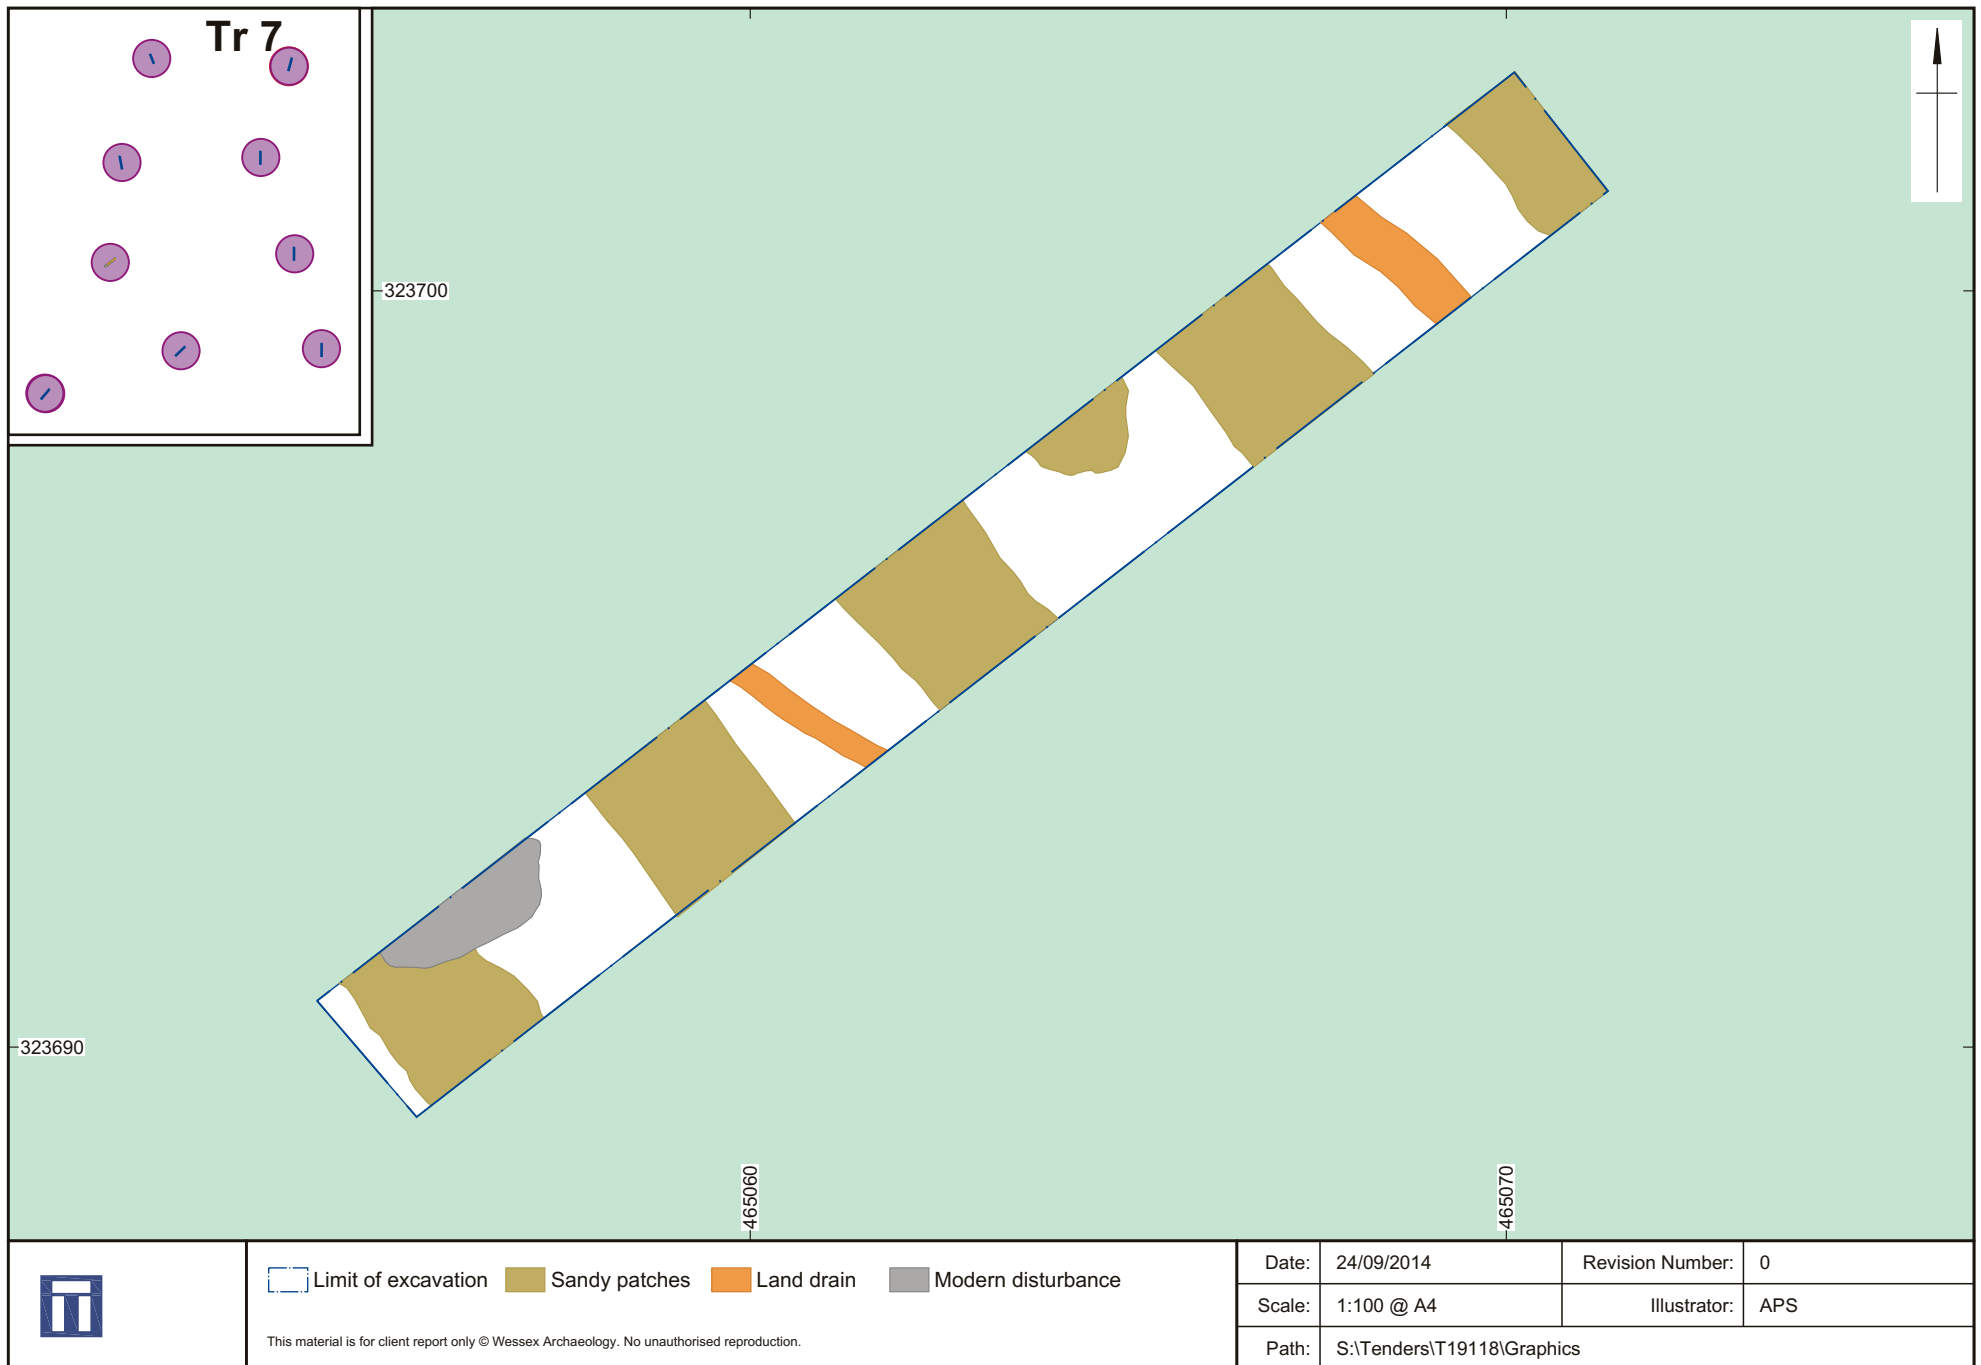 Tr 7
323700
323690
465060
465070
Limit of excavation
Sandy patches
Land drain
Modern disturbance
This material is for client report only © Wessex Archaeology. No unauthorised reproduction.
Date: 24/09/2014 Revision Number: 0
Scale: 1:100 @ A4 Illustrator: APS
Path: S:\Tenders\T19118\Graphics